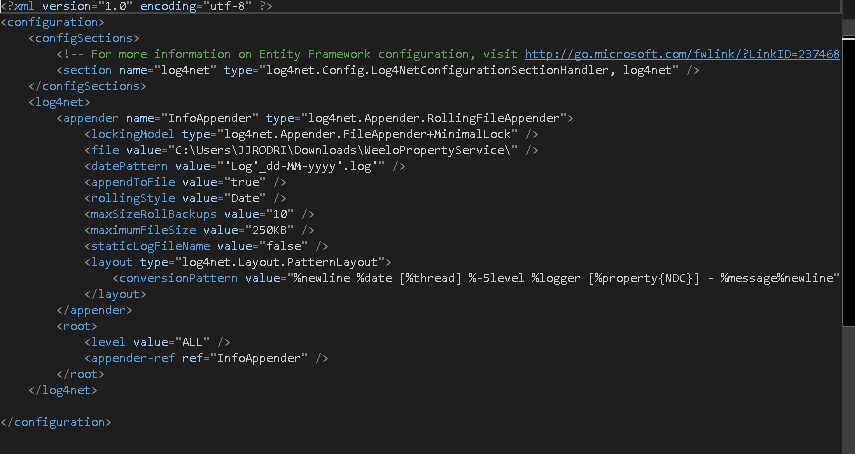 <?xml version="1.0" encoding="utf-8" ?>
<configuration>
<configSections>
<!-- For more information on Entity Framework configuration, visit http://go.microsoft.com/fwlink/?LinkID=237468
<section name="log4net" type="log4net.Config.Log4NetConfigurationSectionHandler, log4net" />
</configSections>
<log4net>
<appender name="InfoAppender" type="log4net.Appender.RollingFileAppender">
<lockingModel type="log4net.Appender.FileAppender+MinimalLock" />
<file value="C:\Users\JJRODRI\Downloads\WeeloPropertyService\" />
<datePattern value="'Log'_dd-MM-yyyy'.log'" />
<appendToFile value="true" />
<rollingStyle value="Date" />
<maxSizeRollBackups value="10" />
<maximumFileSize value="250KB" />
<staticLogFileName value="false" />
<layout type="log4net.Layout.PatternLayout">
<conversionPattern value="%newline %date [%thread] %-5level %logger [%property{NDC}] - %message%newline"
</layout>
</appender>
<root>
<level value="ALL" />
<appender-ref ref="InfoAppender" />
</root>
</log4net>
</configuration>